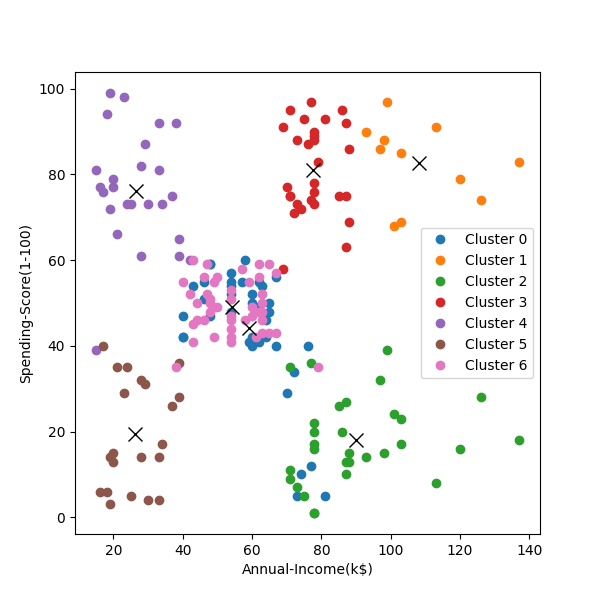 100
80
60
40
20
0
Spending-Score(1-100)
Cluster 0
Cluster 1
Cluster 2
Cluster 3
Cluster 4
Cluster 5
Cluster 6
20 40 60 80 100 120 140
Annual-Income(k$)